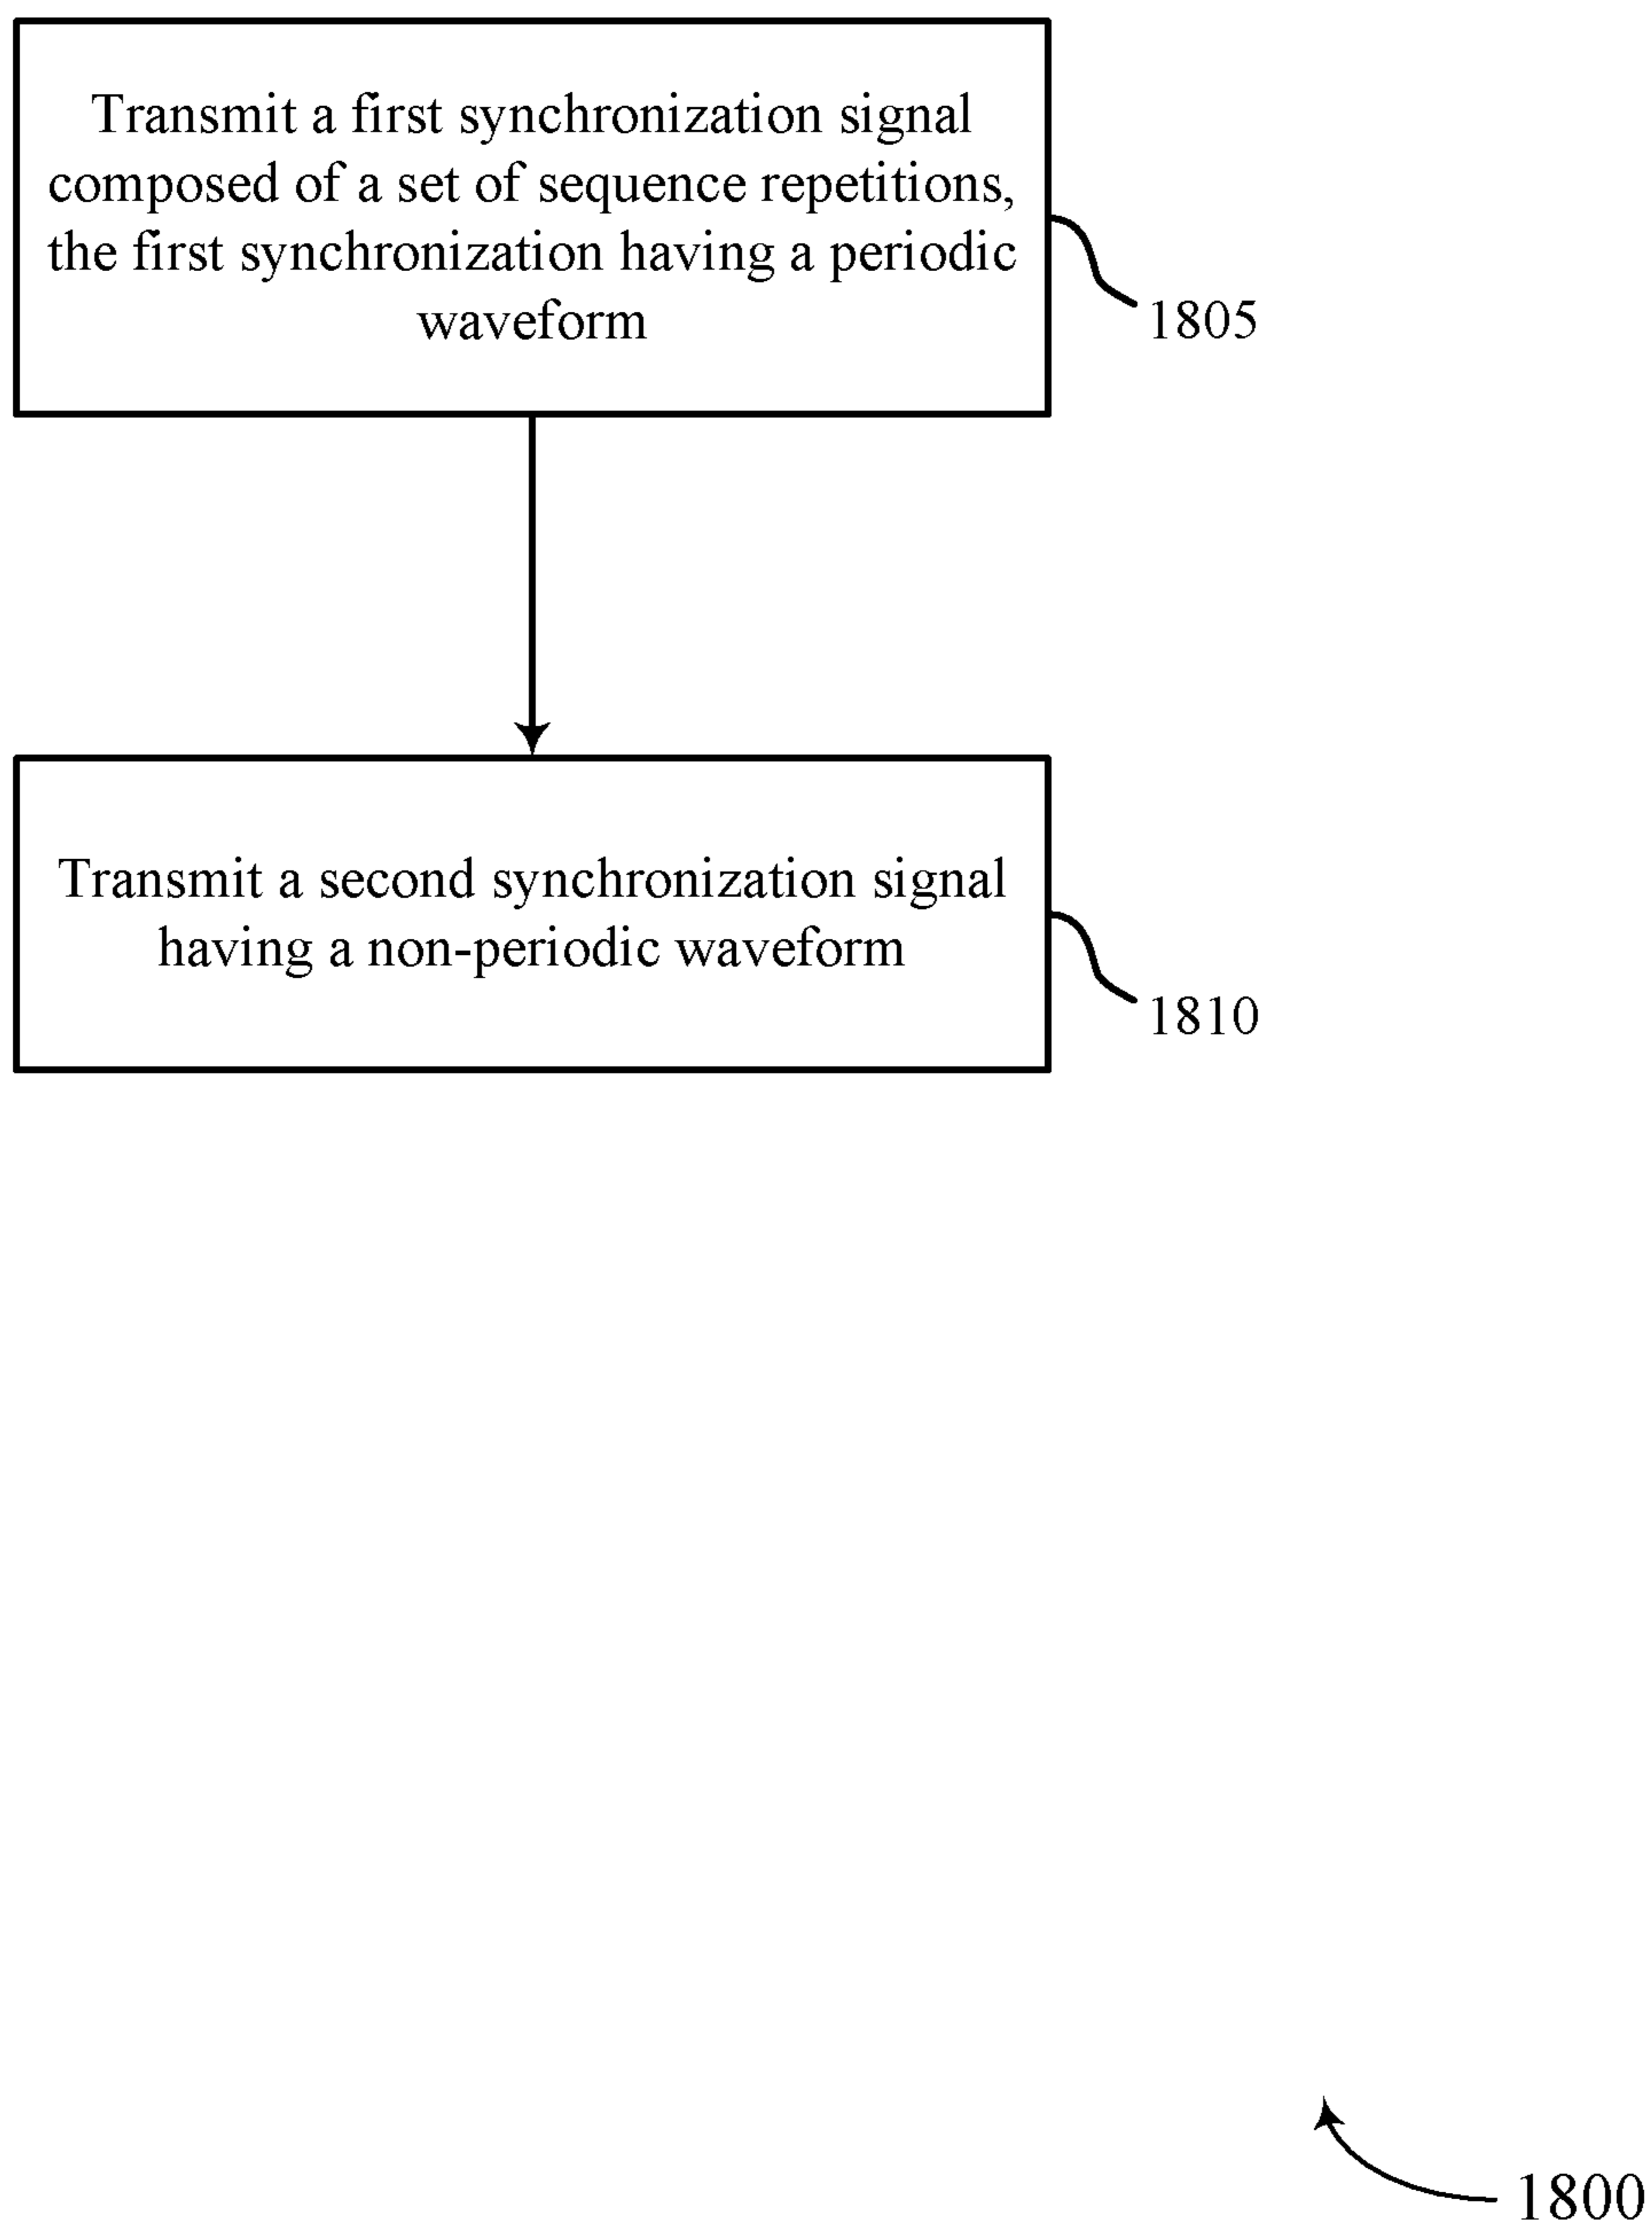 Transmit a first synchronization signal
composed of a set of sequence repetitions,
the first synchronization having a periodic
waveform
1805
Transmit a second synchronization signal
having a non-periodic waveform
1810
1800